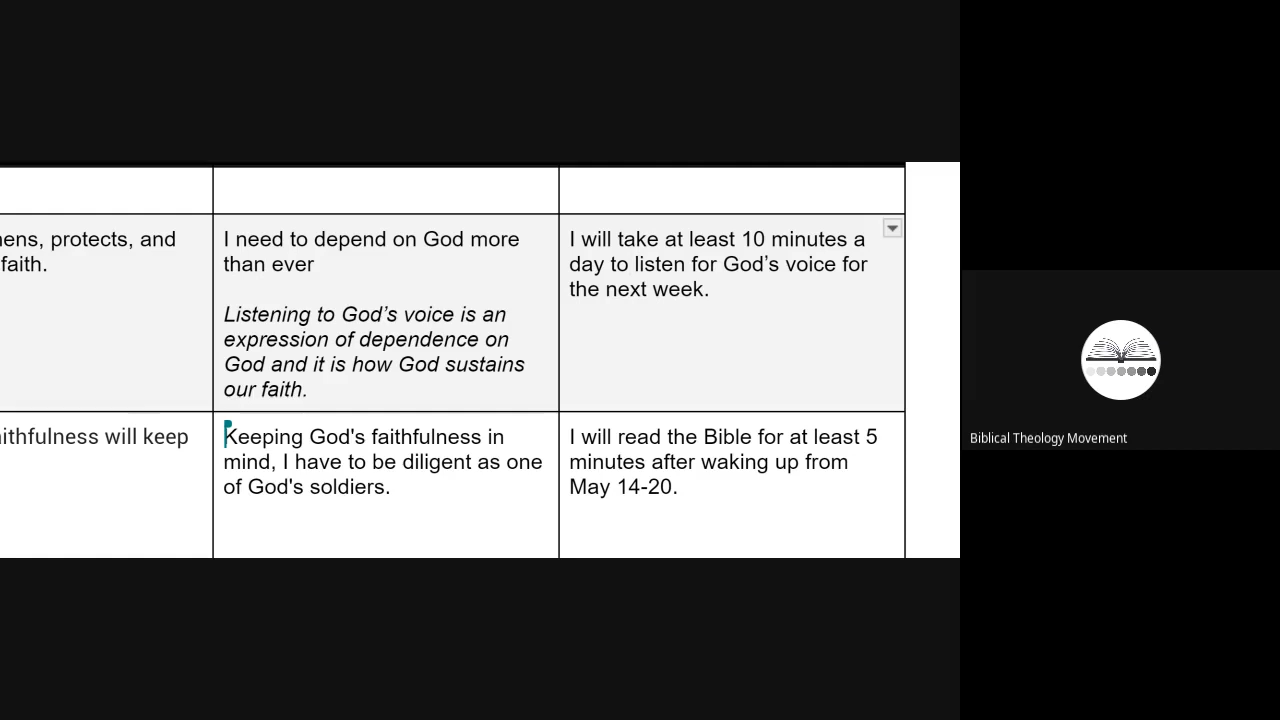 hens, protects, and
faith.
I need to depend on God more
than ever
Listening to God’s voice is an
expression of dependence on
God and it is how God sustains
our faith.
I will take at least 10 minutes a
day to listen for God’s voice for
the next week.
aithfulness will keep
Keeping God's faithfulness in
mind, I have to be diligent as one
of God's soldiers.
I will read the Bible for at least 5
minutes after waking up from
May 14-20.
Biblical Theology Movement